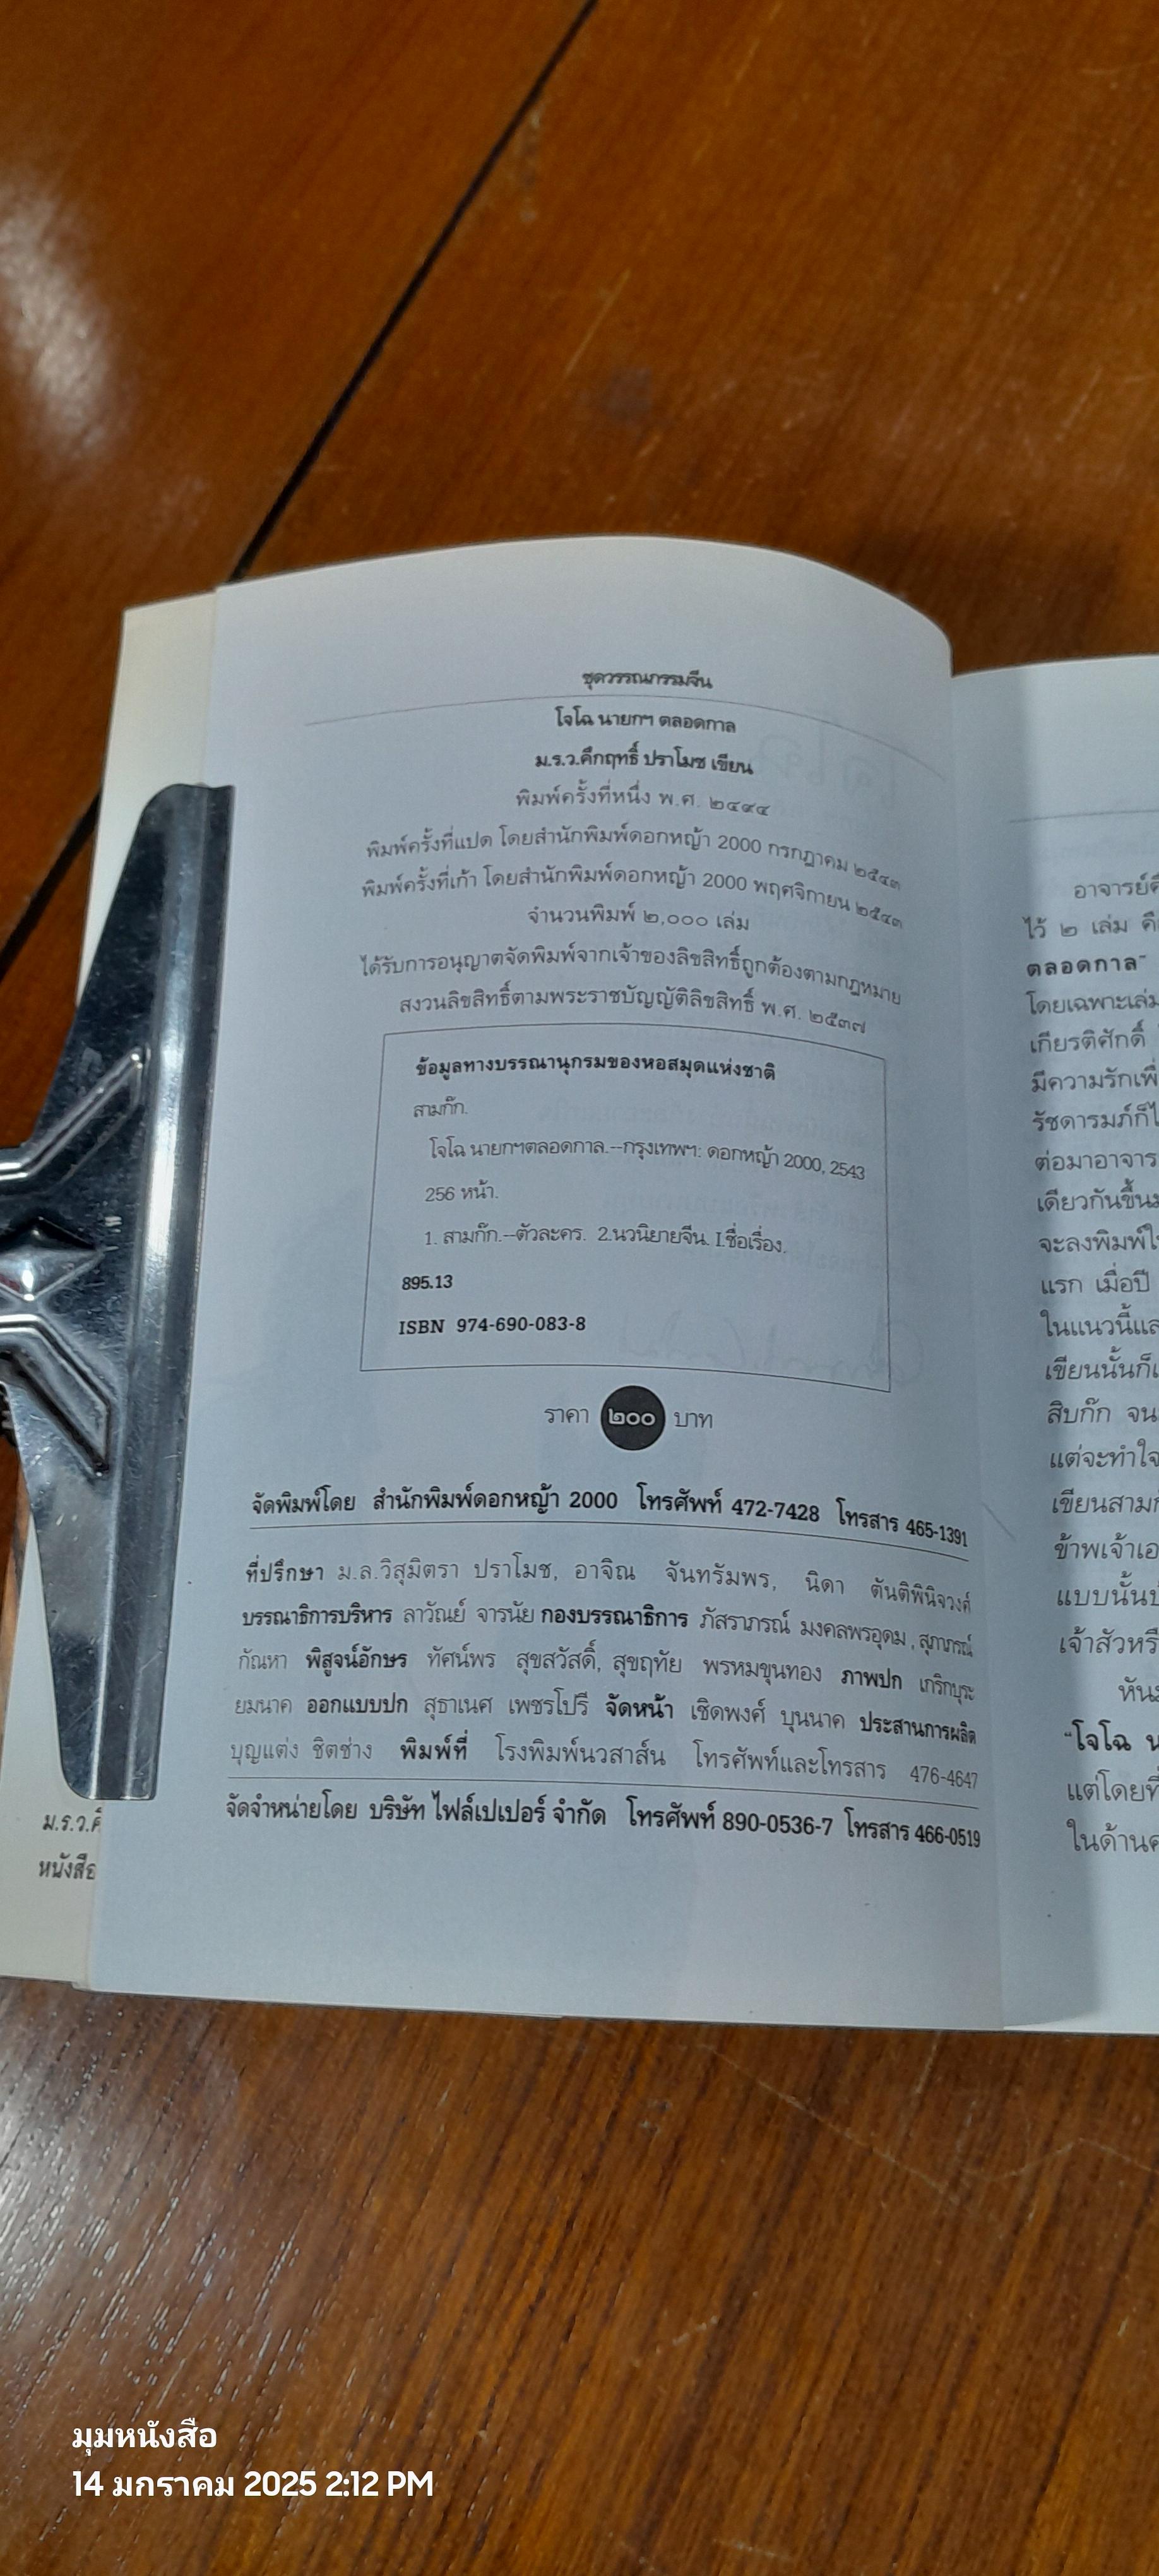 ชุดวรรณกรรมจีน
โจโฉ นายกฯ ตลอดกาล
ม.ร.ว.คึกฤทธิ์ ปราโมช เขียน
พิมพ์ครั้งที่หนึ่ง พ.ศ. ๒๔๙๔
พิมพ์ครั้งที่แปด โดยสำนักพิมพ์ดอกหญ้า 2000 กรกฎาคม ๒๕๔๓
พิมพ์ครั้งที่เก้า โดยสำนักพิมพ์ดอกหญ้า 2000 พฤศจิกายน ๒๕๔๓
จำนวนพิมพ์ ๒,๐๐๐ เล่ม
ได้รับการอนุญาตจัดพิมพ์จากเจ้าของลิขสิทธิ์ถูกต้องตามกฎหมาย
สงวนลิขสิทธิ์ตามพระราชบัญญัติลิขสิทธิ์ พ.ศ. ๒๕๓๗
ข้อมูลทางบรรณานุกรมของหอสมุดแห่งชาติ
สามก๊ก.
โจโฉ นายกฯตลอดกาล.--กรุงเทพฯ: ดอกหญ้า 2000, 2543
256 หน้า.
1. สามก๊ก.--ตัวละคร. 2.นวนิยายจีน. I.ชื่อเรื่อง.
895.13
ISBN 974-690-083-8
ราคา ๒๐๐ บาท
จัดพิมพ์โดย สำนักพิมพ์ดอกหญ้า 2000 โทรศัพท์ 472-7428 โทรสาร 465-1391
ที่ปรึกษา ม.ล.วิสุมิตรา ปราโมช, อาจิณ จันทรัมพร, นิดา ตันติพินิจวงศ์
บรรณาธิการบริหาร ลาวัณย์ จารนัย กองบรรณาธิการ ภัสราภรณ์ มงคลพรอุดม, สุภาภรณ์
กัณหา พิสูจน์อักษร ทัศน์พร สุขสวัสดิ์, สุขฤทัย พรหมขุนทอง ภาพปก เกริกบุระ
ยมนาค ออกแบบปก สุธาเนศ เพชรโปรี จัดหน้า เชิดพงศ์ บุนนาค ประสานการผลิต
บุญแต่ง ชิตช่าง พิมพ์ที่ โรงพิมพ์นวสาส์น โทรศัพท์และโทรสาร 476-4647
จัดจำหน่ายโดย บริษัท ไฟล์เปเปอร์ จำกัด โทรศัพท์ 890-0536-7 โทรสาร 466-0519
ม.ร.ว.
หนังสือ
อาจารย์
ไว้ ๒ เล่ม
ตลอดกาล"
โดยเฉพาะเล่ม
เกียรติศักดิ์
มีความรัก
รัชดารมภ์ก็
ต่อมาอาจาร
เดียวกันขึ้น
จะลงพิมพ์
แรก เมื่อปี
ในแนวนี้แล
เขียนนั้นก็
สิบก๊ก จน
แต่จะทำใจ
เขียนสาม
ข้าพเจ้าเอ
แบบนั้น
เจ้าสัวหรื
หัน
"โจโฉ น
แต่โดยที่
ในด้าน
มุมหนังสือ
14 มกราคม 2025 2:12 PM